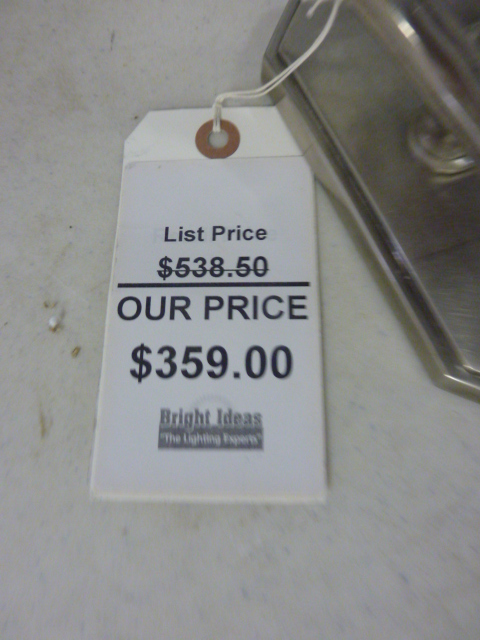 List Price
$538.50
OUR PRICE
$359.00
Bright Ideas
"The Lighting Experts"